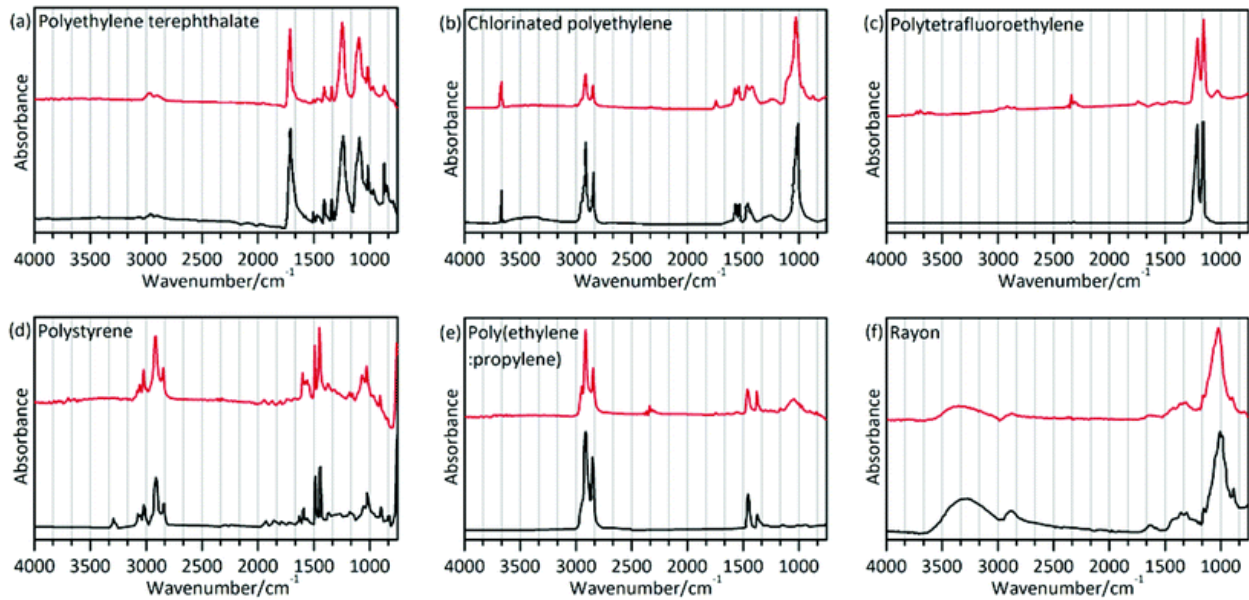 (a) Polyethylene terephthalate
Absorbance
4000 3500 3000 2500 2000 1500 1000
Wavenumber/cm-1
(b) Chlorinated polyethylene
Absorbance
4000 3500 3000 2500 2000 1500 1000
Wavenumber/cm-1
(c) Polytetrafluoroethylene
Absorbance
4000 3500 3000 2500 2000 1500 1000
Wavenumber/cm-1
(d) Polystyrene
Absorbance
4000 3500 3000 2500 2000 1500 1000
Wavenumber/cm-1
(e) Poly(ethylene
:propylene)
Absorbance
4000 3500 3000 2500 2000 1500 1000
Wavenumber/cm-1
(f) Rayon
Absorbance
4000 3500 3000 2500 2000 1500 1000
Wavenumber/cm-1